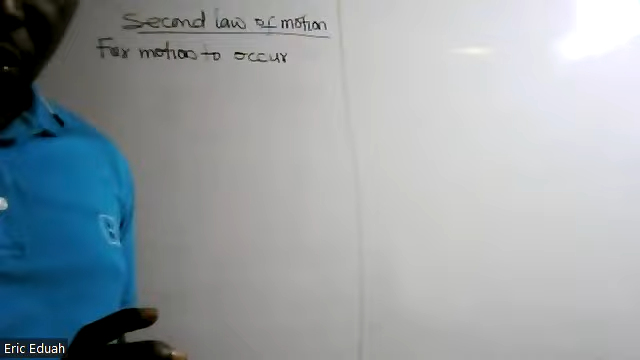 Second law of motion
For motion to occur
Eric Eduah